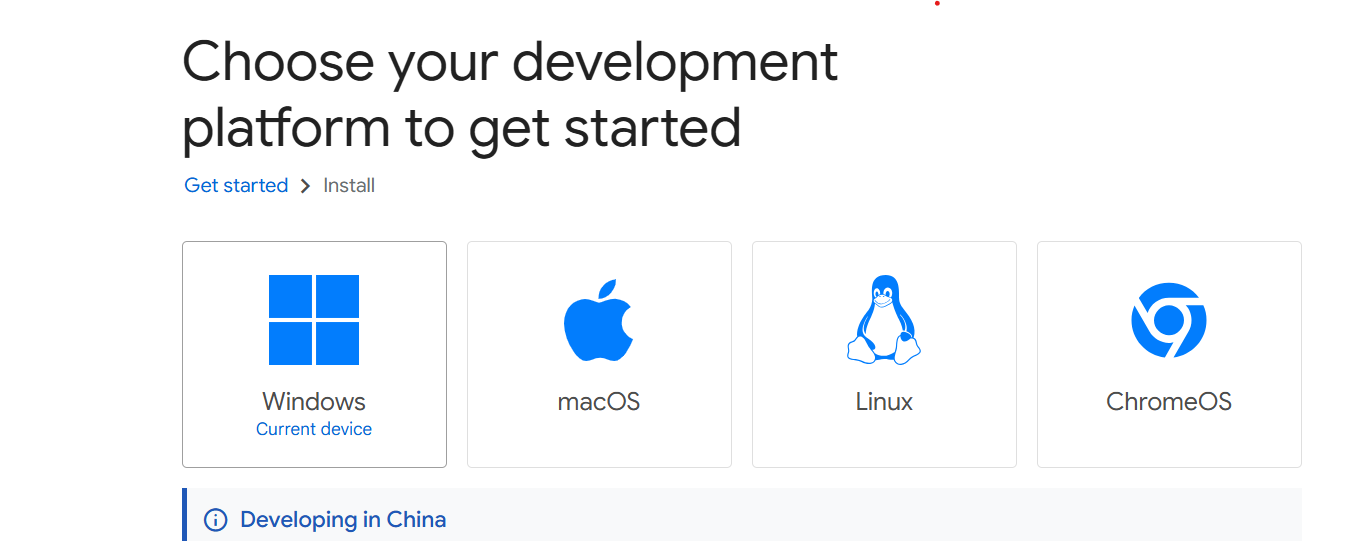 Choose your development
platform to get started
Get started > Install
Windows
Current device
macOS
Linux
ChromeOS
Developing in China